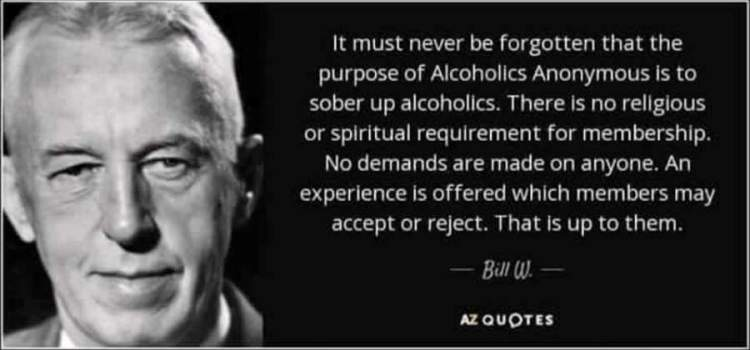 It must never be forgotten that the
purpose of Alcoholics Anonymous is to
sober up alcoholics. There is no religious
or spiritual requirement for membership.
No demands are made on anyone. An
experience is offered which members may
accept or reject. That is up to them.
— Bill W. —
AZ QUOTES